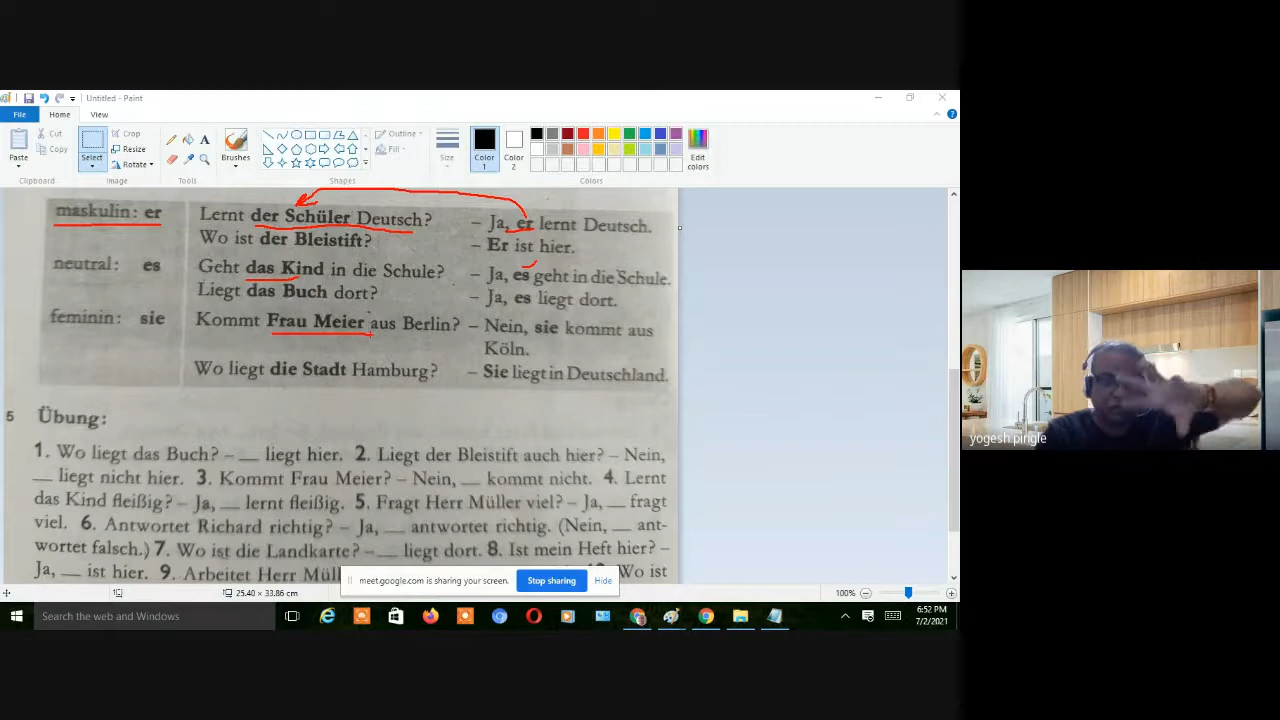 Untitled - Paint
File Home View
Paste Cut Copy Select Crop Resize Rotate Brushes Outline Fill Size Color 1 Color 2 Edit colors
Clipboard Image Tools Shapes Colors
maskulin: er Lernt der Schüler Deutsch? – Ja, er lernt Deutsch.
Wo ist der Bleistift? – Er ist hier.
neutral: es Geht das Kind in die Schule? – Ja, es geht in die Schule.
Liegt das Buch dort? – Ja, es liegt dort.
feminin: sie Kommt Frau Meier aus Berlin? – Nein, sie kommt aus
Köln.
Wo liegt die Stadt Hamburg? – Sie liegt in Deutschland.
5 Übung:
1. Wo liegt das Buch? – __ liegt hier. 2. Liegt der Bleistift auch hier? – Nein,
__ liegt nicht hier. 3. Kommt Frau Meier? – Nein, __ kommt nicht. 4. Lernt
das Kind fleißig? – Ja, __ lernt fleißig. 5. Fragt Herr Müller viel? – Ja, __ fragt
viel. 6. Antwortet Richard richtig? – Ja, __ antwortet richtig. (Nein, __ ant-
wortet falsch.) 7. Wo ist die Landkarte? – __ liegt dort. 8. Ist mein Heft hier? –
Ja, __ ist hier. 9. Arbeitet Herr Mül Wo ist
meet.google.com is sharing your screen. Stop sharing Hide
25.40 × 33.86 cm 100%
Search the web and Windows
6:52 PM
7/2/2021
yogesh pingle